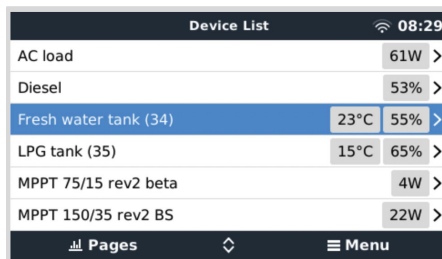 Device List 08:29
AC load 61W
Diesel 53%
Fresh water tank (34) 23°C 55%
LPG tank (35) 15°C 65%
MPPT 75/15 rev2 beta 4W
MPPT 150/35 rev2 BS 22W
Pages Menu